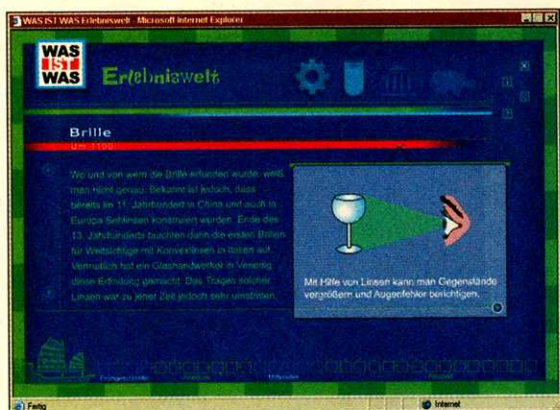 WAS IST WAS Erlebniswelt - Microsoft Internet Explorer
WAS
IST
WAS
Erlebniswelt
Brille
Um 1100
Wo und von wem die Brille erfunden wurde, weiß
man nicht genau. Bekannt ist jedoch, dass
bereits im 11. Jahrhundert in China und auch in
Europa Sehlinsen konstruiert wurden. Ende des
13. Jahrhunderts tauchten dann die ersten Brillen
für Weitsichtige mit Konvexlinsen in Italien auf.
Vermutlich hat ein Glashandwerker in Venedig
diese Erfindung gemacht. Das Tragen solcher
Linsen war zu jener Zeit jedoch sehr umstritten.
Mit Hilfe von Linsen kann man Gegenstände
vergrößern und Augenfehler berichtigen.
Mittelalter
Fertig
Internet